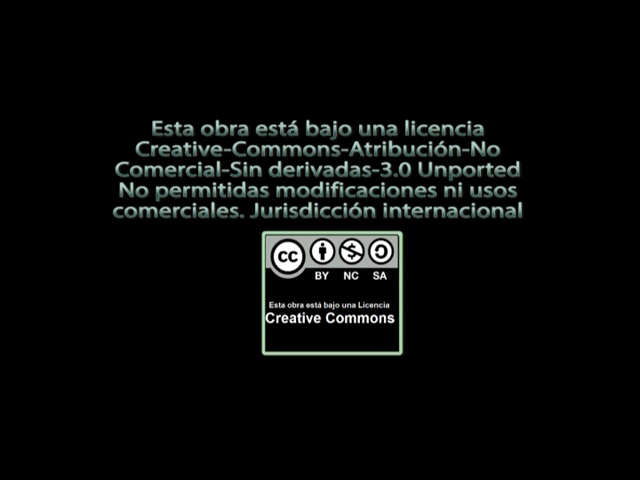 Esta obra está bajo una licencia
Creative-Commons-Atribución-No
Comercial-Sin derivadas-3.0 Unported
No permitidas modificaciones ni usos
comerciales. Jurisdicción internacional
cc
BY NC SA
Esta obra está bajo una Licencia
Creative Commons